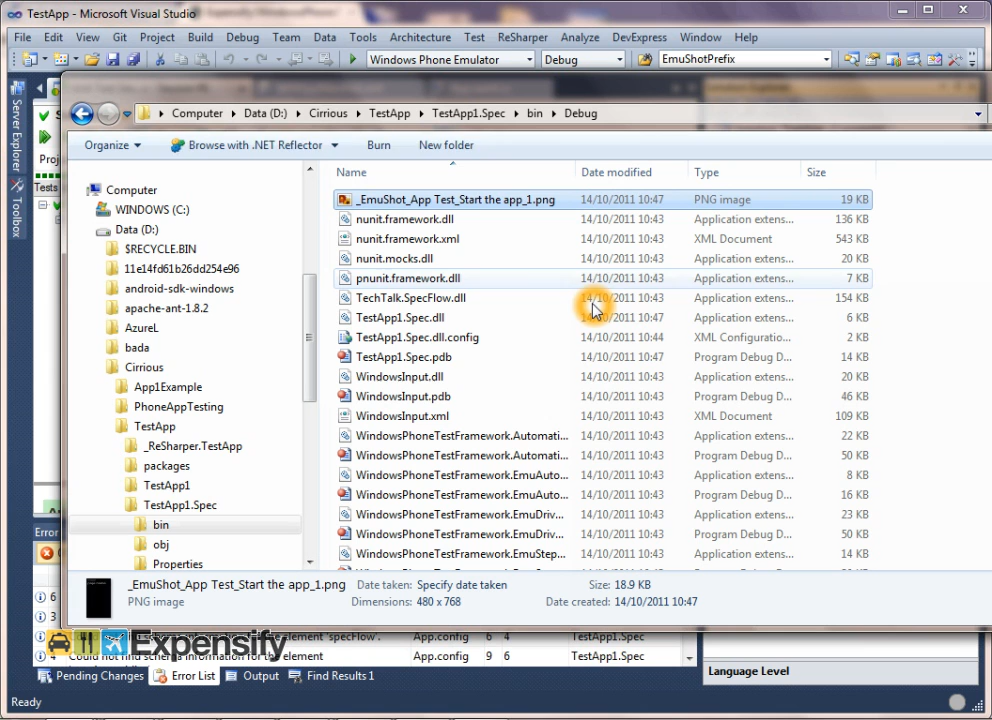 TestApp - Microsoft Visual Studio
File Edit View Git Project Build Debug Team Data Tools Architecture Test ReSharper Analyze DevExpress Window Help
Windows Phone Emulator Debug EmuShotPrefix
Computer Data (D:) Cirrious TestApp TestApp1.Spec bin Debug
Organize Browse with .NET Reflector Burn New folder
Server Explorer
Toolbox
Proj
Tests
Error
Computer
WINDOWS (C:)
Data (D:)
$RECYCLE.BIN
11e14fd61b26dd254e96
android-sdk-windows
apache-ant-1.8.2
AzureL
bada
Cirrious
App1Example
PhoneAppTesting
TestApp
_ReSharper.TestApp
packages
TestApp1
TestApp1.Spec
bin
obj
Properties
Name Date modified Type Size
_EmuShot_App Test_Start the app_1.png 14/10/2011 10:47 PNG image 19 KB
nunit.framework.dll 14/10/2011 10:43 Application extens... 136 KB
nunit.framework.xml 14/10/2011 10:43 XML Document 543 KB
nunit.mocks.dll 14/10/2011 10:43 Application extens... 20 KB
pnunit.framework.dll 14/10/2011 10:43 Application extens... 7 KB
TechTalk.SpecFlow.dll 14/10/2011 10:43 Application extens... 154 KB
TestApp1.Spec.dll 14/10/2011 10:47 Application extens... 6 KB
TestApp1.Spec.dll.config 14/10/2011 10:44 XML Configuratio... 2 KB
TestApp1.Spec.pdb 14/10/2011 10:47 Program Debug D... 14 KB
WindowsInput.dll 14/10/2011 10:43 Application extens... 20 KB
WindowsInput.pdb 14/10/2011 10:43 Program Debug D... 46 KB
WindowsInput.xml 14/10/2011 10:43 XML Document 109 KB
WindowsPhoneTestFramework.Automati... 14/10/2011 10:43 Application extens... 22 KB
WindowsPhoneTestFramework.Automati... 14/10/2011 10:43 Program Debug D... 50 KB
WindowsPhoneTestFramework.EmuAuto... 14/10/2011 10:43 Application extens... 8 KB
WindowsPhoneTestFramework.EmuAuto... 14/10/2011 10:43 Program Debug D... 16 KB
WindowsPhoneTestFramework.EmuDriv... 14/10/2011 10:43 Application extens... 23 KB
WindowsPhoneTestFramework.EmuDriv... 14/10/2011 10:43 Program Debug D... 50 KB
WindowsPhoneTestFramework.EmuStep... 14/10/2011 10:43 Application extens... 14 KB
_EmuShot_App Test_Start the app_1.png Date taken: Specify date taken Size: 18.9 KB
PNG image Dimensions: 480 x 768 Date created: 14/10/2011 10:47
6
3
schema information for the element 'specFlow'. App.config 6 4 TestApp1.Spec
Expensify
4 Could not find schema information for the element App.config 9 6 TestApp1.Spec
Language Level
Pending Changes Error List Output Find Results 1
Ready